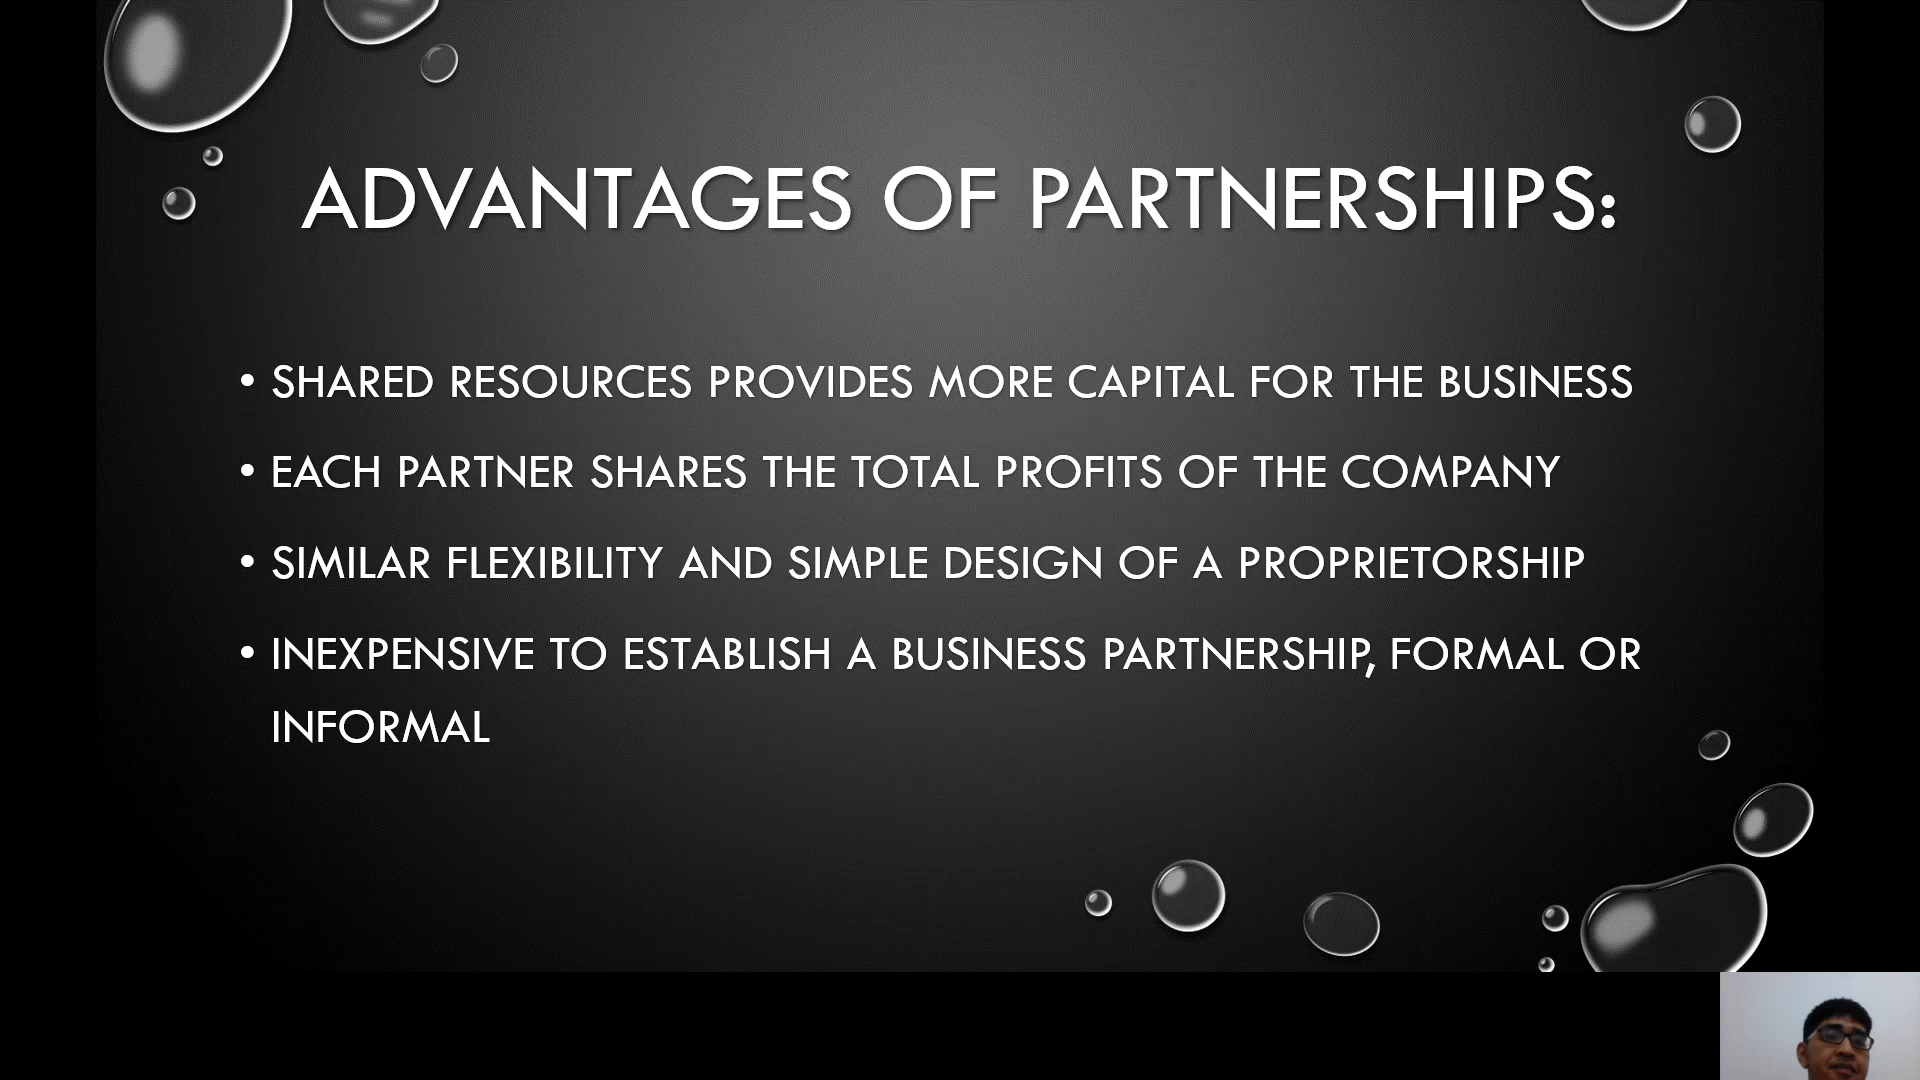 ADVANTAGES OF PARTNERSHIPS:
• SHARED RESOURCES PROVIDES MORE CAPITAL FOR THE BUSINESS
• EACH PARTNER SHARES THE TOTAL PROFITS OF THE COMPANY
• SIMILAR FLEXIBILITY AND SIMPLE DESIGN OF A PROPRIETORSHIP
• INEXPENSIVE TO ESTABLISH A BUSINESS PARTNERSHIP, FORMAL OR
INFORMAL